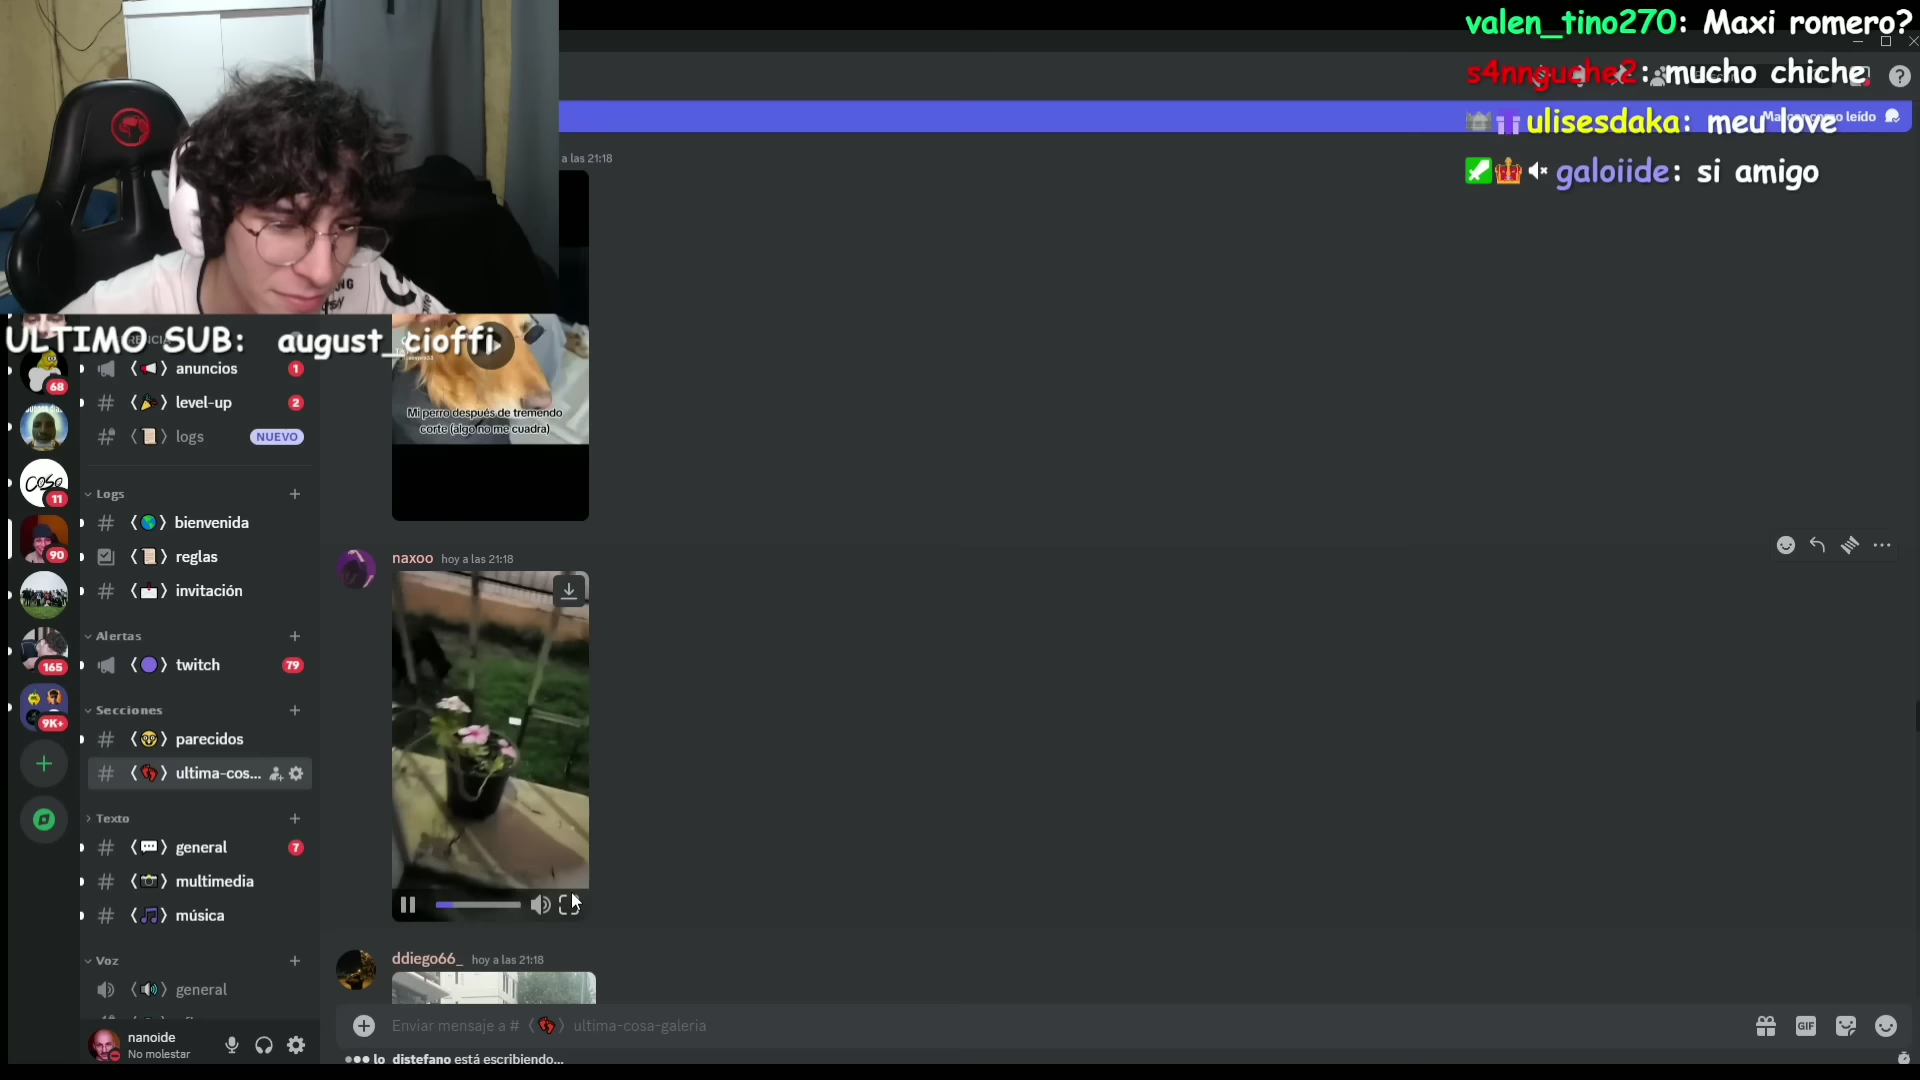 valen_tino270: Maxi romero?
s4nnguche2: mucho chiche
ulisesdaka: meu love
galoiide: si amigo
a las 21:18
ULTIMO SUB: august_cioffi
Mi perro después de tremendo
corte (algo no me cuadra)
anuncios 1
level-up 2
logs NUEVO
Logs
bienvenida
reglas
invitación
Alertas
twitch 79
Secciones
parecidos
ultima-cos...
Texto
general 7
multimedia
música
Voz
general
68
coso
11
90
165
9K+
nanoide
No molestar
naxoo hoy a las 21:18
ddiego66_ hoy a las 21:18
Enviar mensaje a # ultima-cosa-galeria
GIF
lo_distefano está escribiendo...